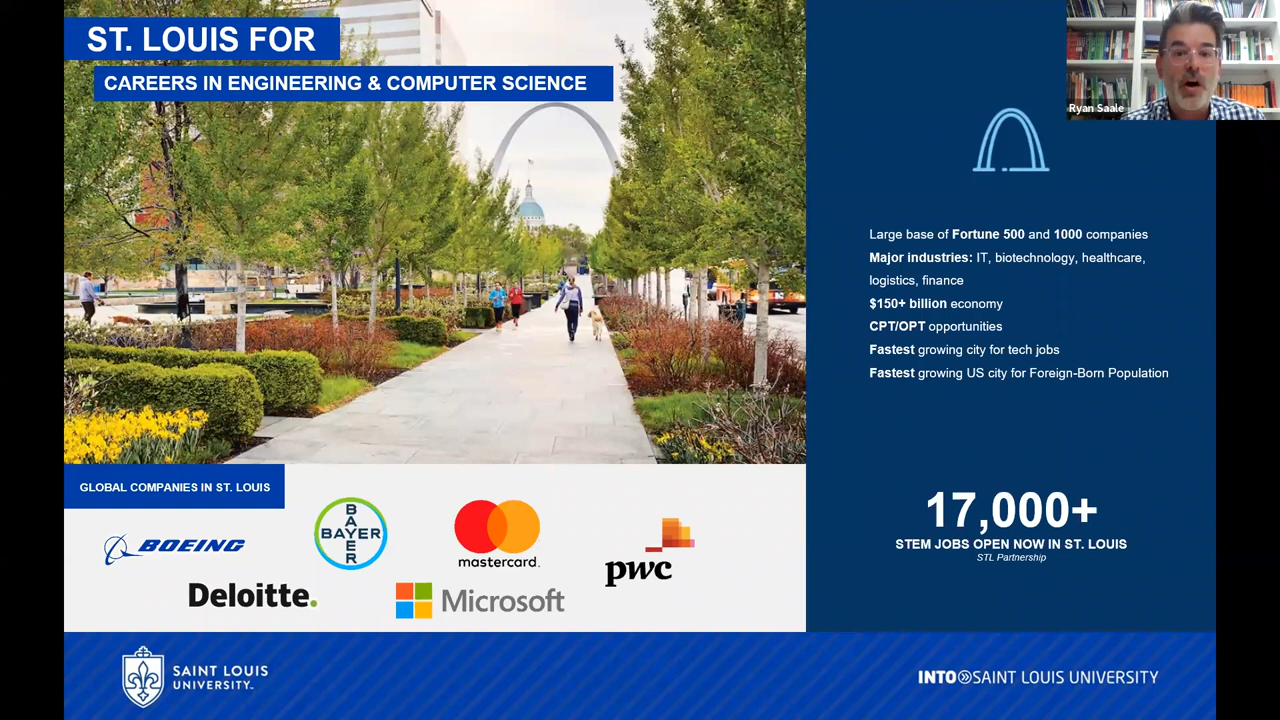 ST. LOUIS FOR
CAREERS IN ENGINEERING & COMPUTER SCIENCE
Ryan Saale
Large base of Fortune 500 and 1000 companies
Major industries: IT, biotechnology, healthcare,
logistics, finance
$150+ billion economy
CPT/OPT opportunities
Fastest growing city for tech jobs
Fastest growing US city for Foreign-Born Population
17,000+
STEM JOBS OPEN NOW IN ST. LOUIS
STL Partnership
GLOBAL COMPANIES IN ST. LOUIS
BOEING
BAYER
BAYER
mastercard.
pwc
Deloitte.
Microsoft
SAINT LOUIS
UNIVERSITY™
INTO SAINT LOUIS UNIVERSITY